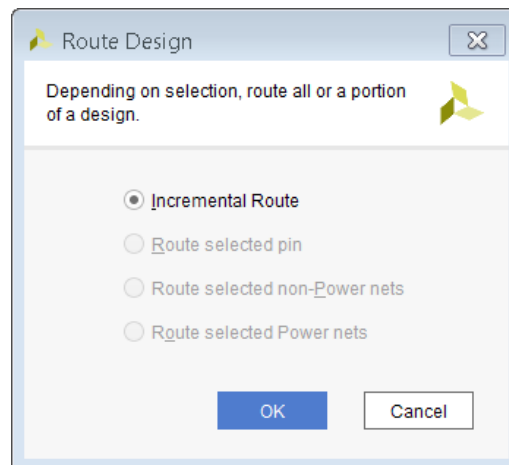 Route Design
Depending on selection, route all or a portion
of a design.
Incremental Route
Route selected pin
Route selected non-Power nets
Route selected Power nets
OK
Cancel